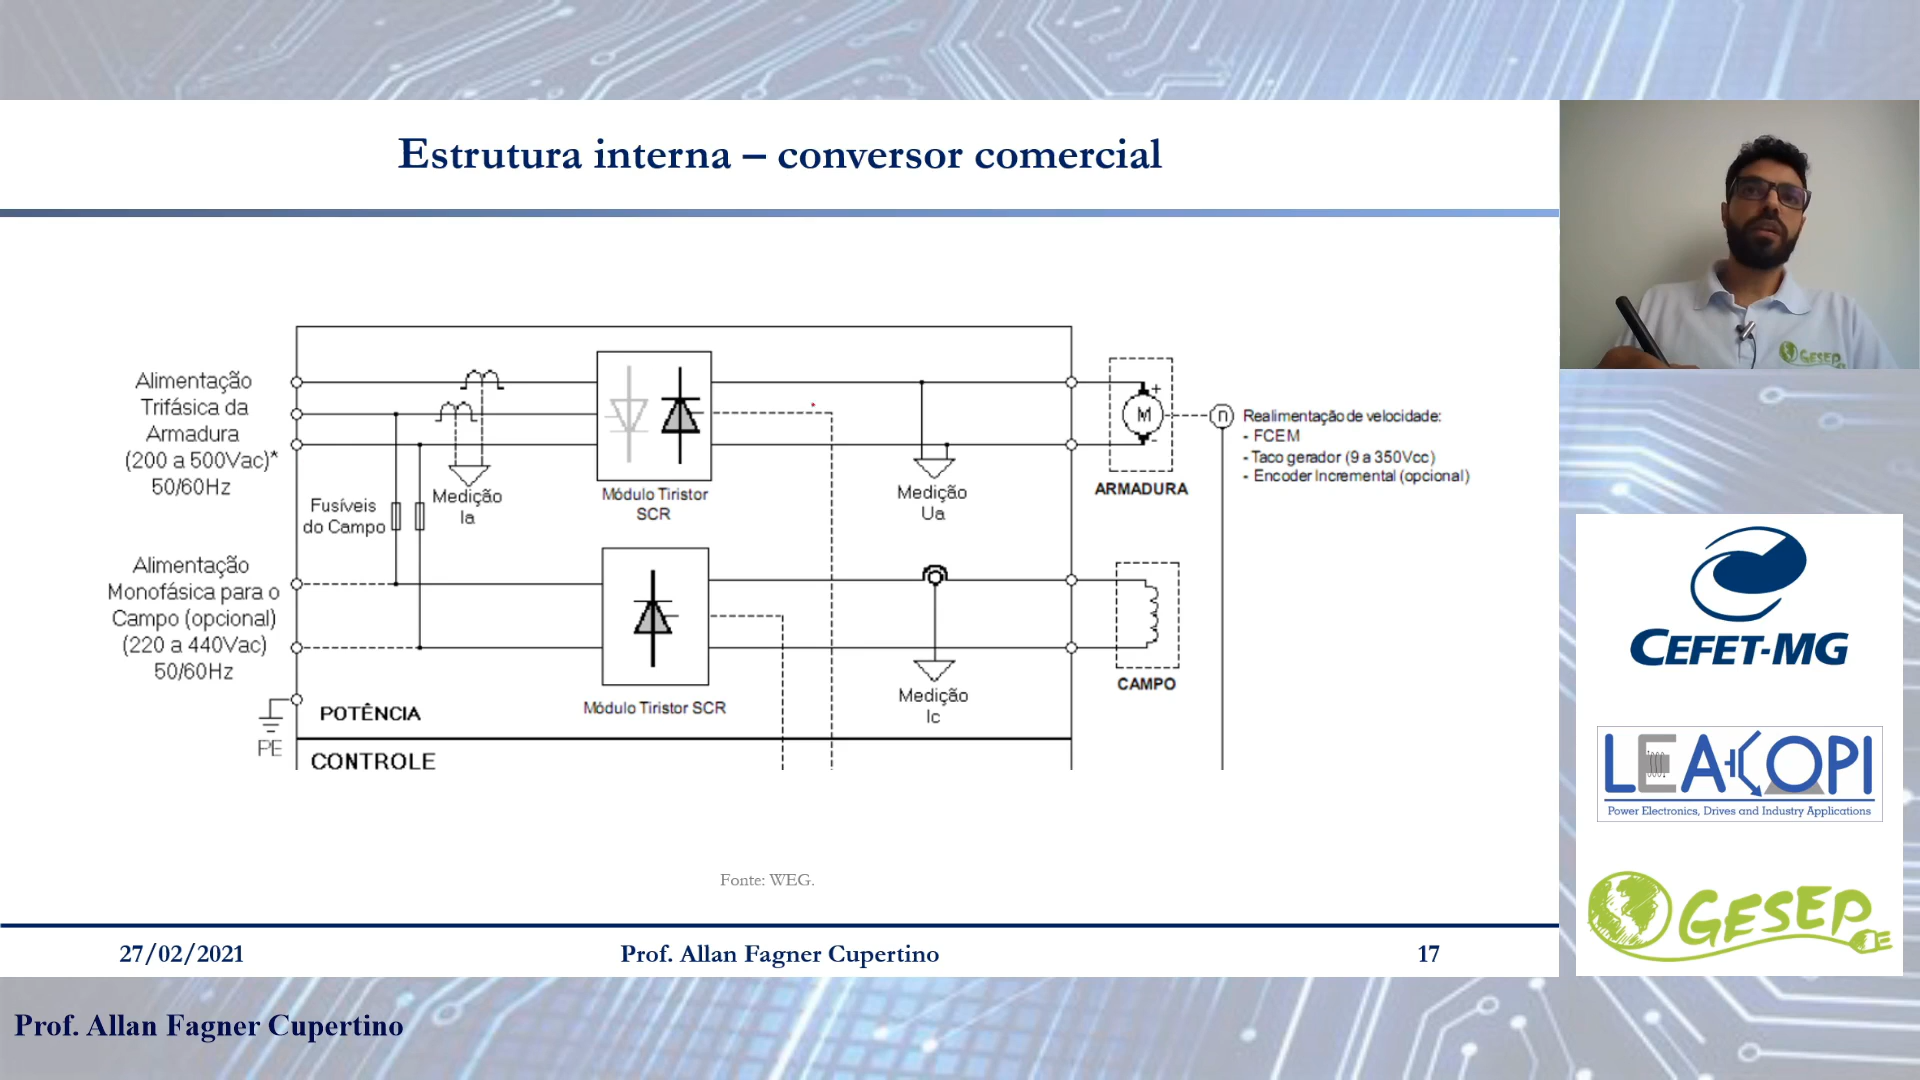 Estrutura interna – conversor comercial
Alimentação
Trifásica da
Armadura
(200 a 500Vac)*
50/60Hz
Fusíveis
do Campo
Medição
Ia
Módulo Tiristor
SCR
Medição
Ua
M
+
-
ARMADURA
n
Realimentação de velocidade:
- FCEM
- Taco gerador (9 a 350Vcc)
- Encoder Incremental (opcional)
Alimentação
Monofásica para o
Campo (opcional)
(220 a 440Vac)
50/60Hz
PE
POTÊNCIA
CONTROLE
Módulo Tiristor SCR
Medição
Ic
CAMPO
Fonte: WEG.
27/02/2021
Prof. Allan Fagner Cupertino
17
GESEP
CEFET-MG
LEACOPI
Power Electronics, Drives and Industry Applications
GESEP
Prof. Allan Fagner Cupertino